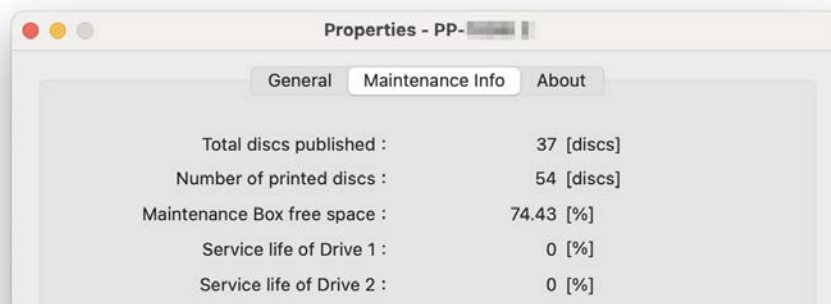 Properties - PP-
General Maintenance Info About
Total discs published : 37 [discs]
Number of printed discs : 54 [discs]
Maintenance Box free space : 74.43 [%]
Service life of Drive 1 : 0 [%]
Service life of Drive 2 : 0 [%]